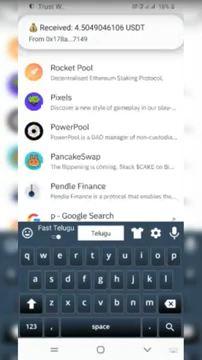 Trust W..
18%
Received: 4.5049046106 USDT
From 0x178a...7149
Rocket Pool
Decentralised Ethereum Staking Protocol,
Pixels
Discover a new style of gameplay in our play-...
PowerPool
PowerPool is a DAO manager of non-custodia...
PancakeSwap
The flippening is coming. Stack $CAKE on Bi...
Pendle Finance
Pendle Finance is a protocol that enables the...
p - Google Search
Fast Telugu
Telugu
q w e r t y u i o p
a s d f g h j k l
z x c v b n m
123 , space .